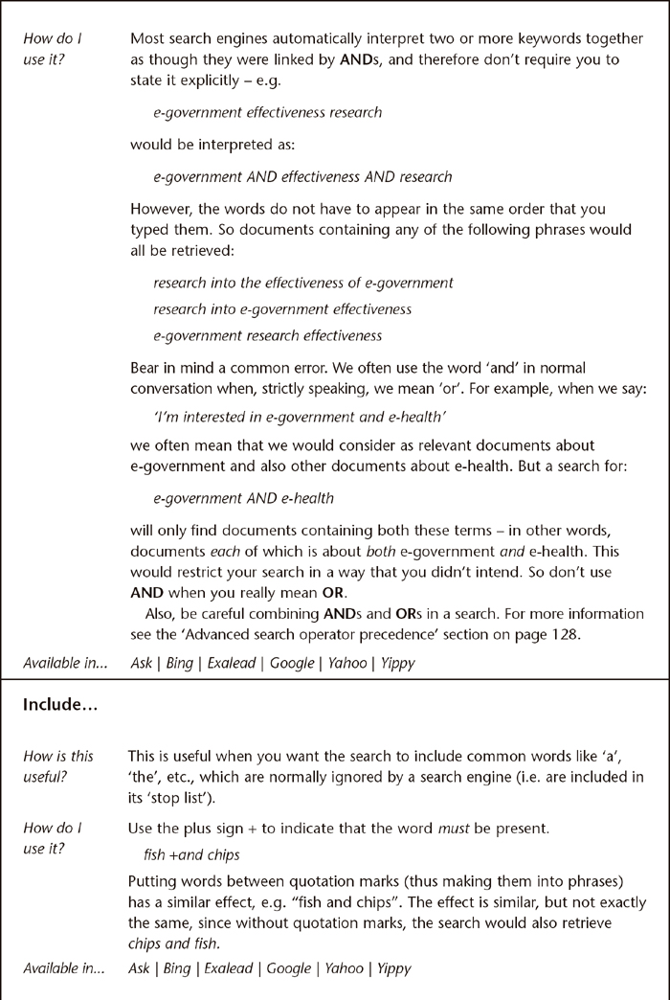 How do I
use it?
Most search engines automatically interpret two or more keywords together
as though they were linked by ANDs, and therefore don’t require you to
state it explicitly – e.g.
e-government effectiveness research
would be interpreted as:
e-government AND effectiveness AND research
However, the words do not have to appear in the same order that you
typed them. So documents containing any of the following phrases would
all be retrieved:
research into the effectiveness of e-government
research into e-government effectiveness
e-government research effectiveness
Bear in mind a common error. We often use the word ‘and’ in normal
conversation when, strictly speaking, we mean ‘or’. For example, when we say:
‘I’m interested in e-government and e-health’
we often mean that we would consider as relevant documents about
e-government and also other documents about e-health. But a search for:
e-government AND e-health
will only find documents containing both these terms – in other words,
documents each of which is about both e-government and e-health. This
would restrict your search in a way that you didn’t intend. So don’t use
AND when you really mean OR.
Also, be careful combining ANDs and ORs in a search. For more information
see the ‘Advanced search operator precedence’ section on page 128.
Available in... Ask | Bing | Exalead | Google | Yahoo | Yippy
Include...
How is this
useful?
This is useful when you want the search to include common words like ‘a’,
‘the’, etc., which are normally ignored by a search engine (i.e. are included in
its ‘stop list’).
How do I
use it?
Use the plus sign + to indicate that the word must be present.
fish +and chips
Putting words between quotation marks (thus making them into phrases)
has a similar effect, e.g. “fish and chips”. The effect is similar, but not exactly
the same, since without quotation marks, the search would also retrieve
chips and fish.
Available in... Ask | Bing | Exalead | Google | Yahoo | Yippy